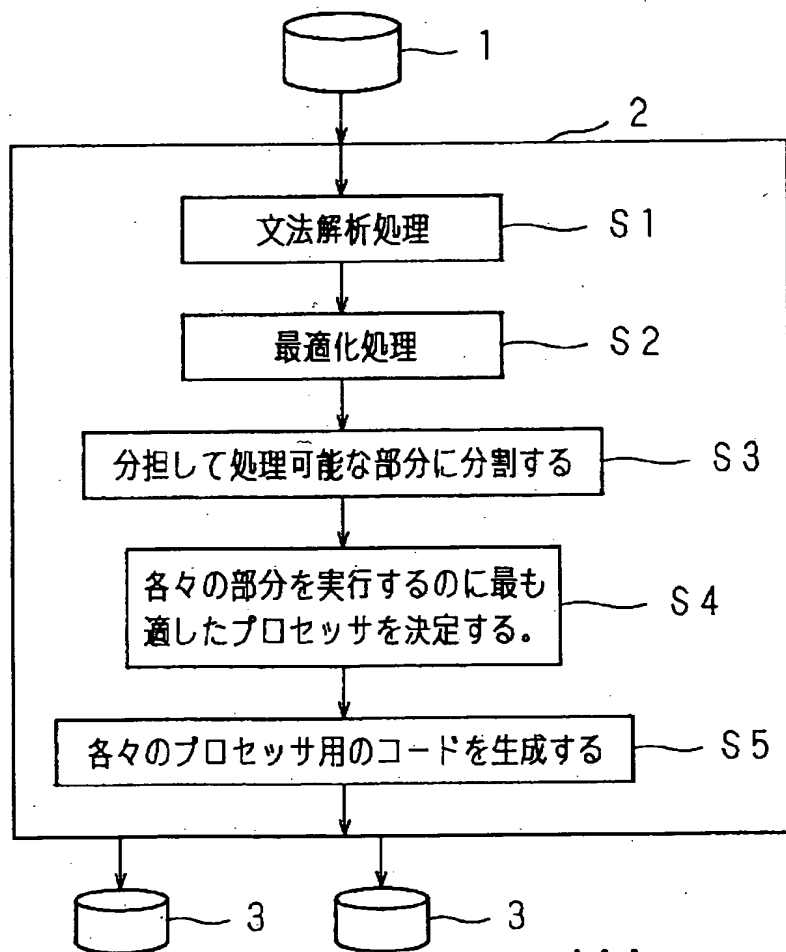 1
2
文法解析処理 S1
最適化処理 S2
分担して処理可能な部分に分割する S3
各々の部分を実行するのに最も
適したプロセッサを決定する。 S4
各々のプロセッサ用のコードを生成する S5
3 3